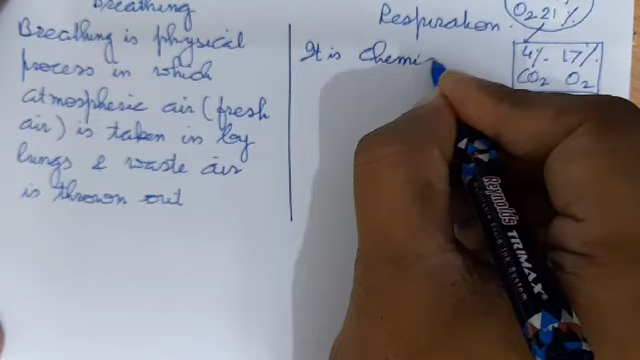 Breathing
Breathing is physical
process in which
atmospheric air (fresh
air) is taken in by
lungs & waste air
is thrown out
Respiration.
It is Chemi
O2 21%
4% 17%.
CO2 O2
Reynolds TRIMAX